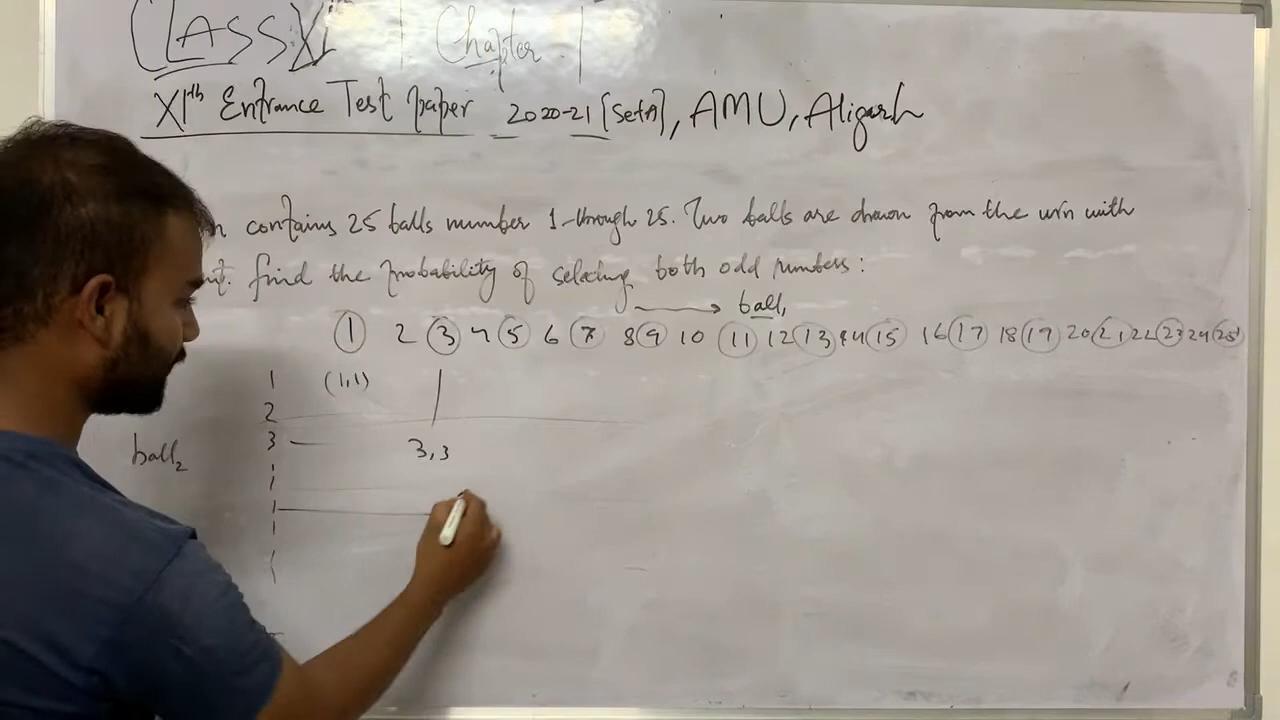 CLASS XI | Chapter |
XIth Entrance Test paper 2020-21 [SetA], AMU, Aligarh
n contains 25 balls number 1-through 25. Two balls are drawn from the urn with
nt. find the probability of selecting both odd numbers:
ball1
1 2 3 4 5 6 7 8 9 10 11 12 13 14 15 16 17 18 19 20 21 22 23 24 25
1 (1,1)
2
3 3,3
ball2